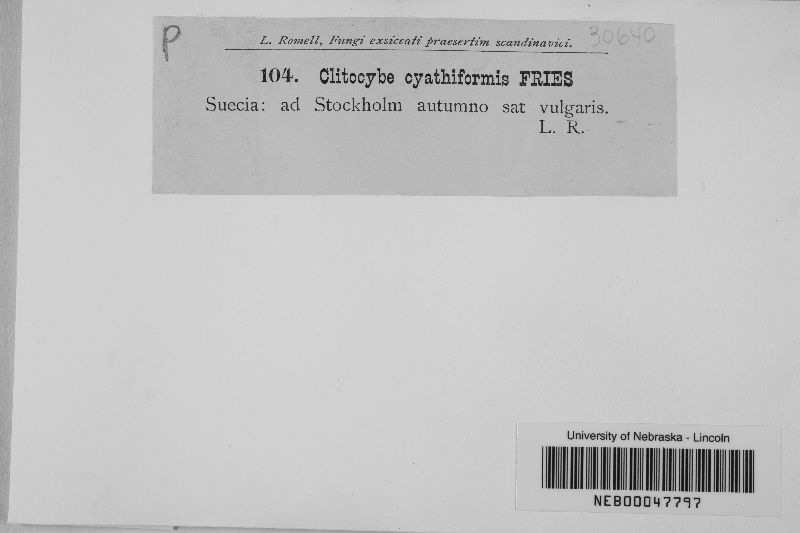 P
L. Romell, Fungi exsiccati praesertim scandinavici.
30640
104. Clitocybe cyathiformis FRIES
Suecia: ad Stockholm autumno sat vulgaris.
L. R.
University of Nebraska - Lincoln
NEB00047797